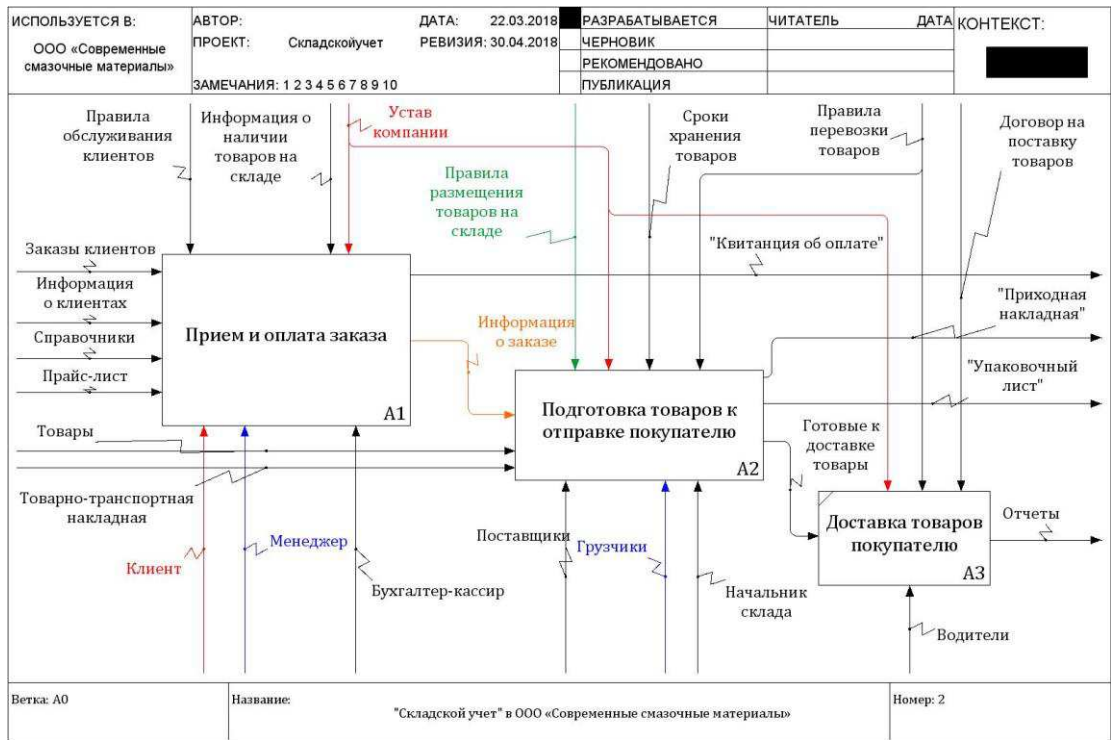 ИСПОЛЬЗУЕТСЯ В:
ООО «Современные
смазочные материалы»
АВТОР:
ДАТА: 22.03.2018
ПРОЕКТ: Складскойучет
РЕВИЗИЯ: 30.04.2018
ЗАМЕЧАНИЯ: 1 2 3 4 5 6 7 8 9 10
РАЗРАБАТЫВАЕТСЯ
ЧЕРНОВИК
РЕКОМЕНДОВАНО
ПУБЛИКАЦИЯ
ЧИТАТЕЛЬ
ДАТА
КОНТЕКСТ:
Правила
обслуживания
клиентов
Информация о
наличии
товаров на
складе
Устав
компании
Правила
размещения
товаров на
складе
Сроки
хранения
товаров
Правила
перевозки
товаров
Договор на
поставку
товаров
Заказы клиентов
Информация
о клиентах
Справочники
Прайс-лист
Прием и оплата заказа
А1
"Квитанция об оплате"
"Приходная
накладная"
"Упаковочный
лист"
Информация
о заказе
Подготовка товаров к
отправке покупателю
А2
Товары
Товарно-транспортная
накладная
Готовые к
доставке
товары
Доставка товаров
покупателю
А3
Отчеты
Клиент
Менеджер
Бухгалтер-кассир
Поставщики
Грузчики
Начальник
склада
Водители
Ветка: А0
Название:
"Складской учет" в ООО «Современные смазочные материалы»
Номер: 2